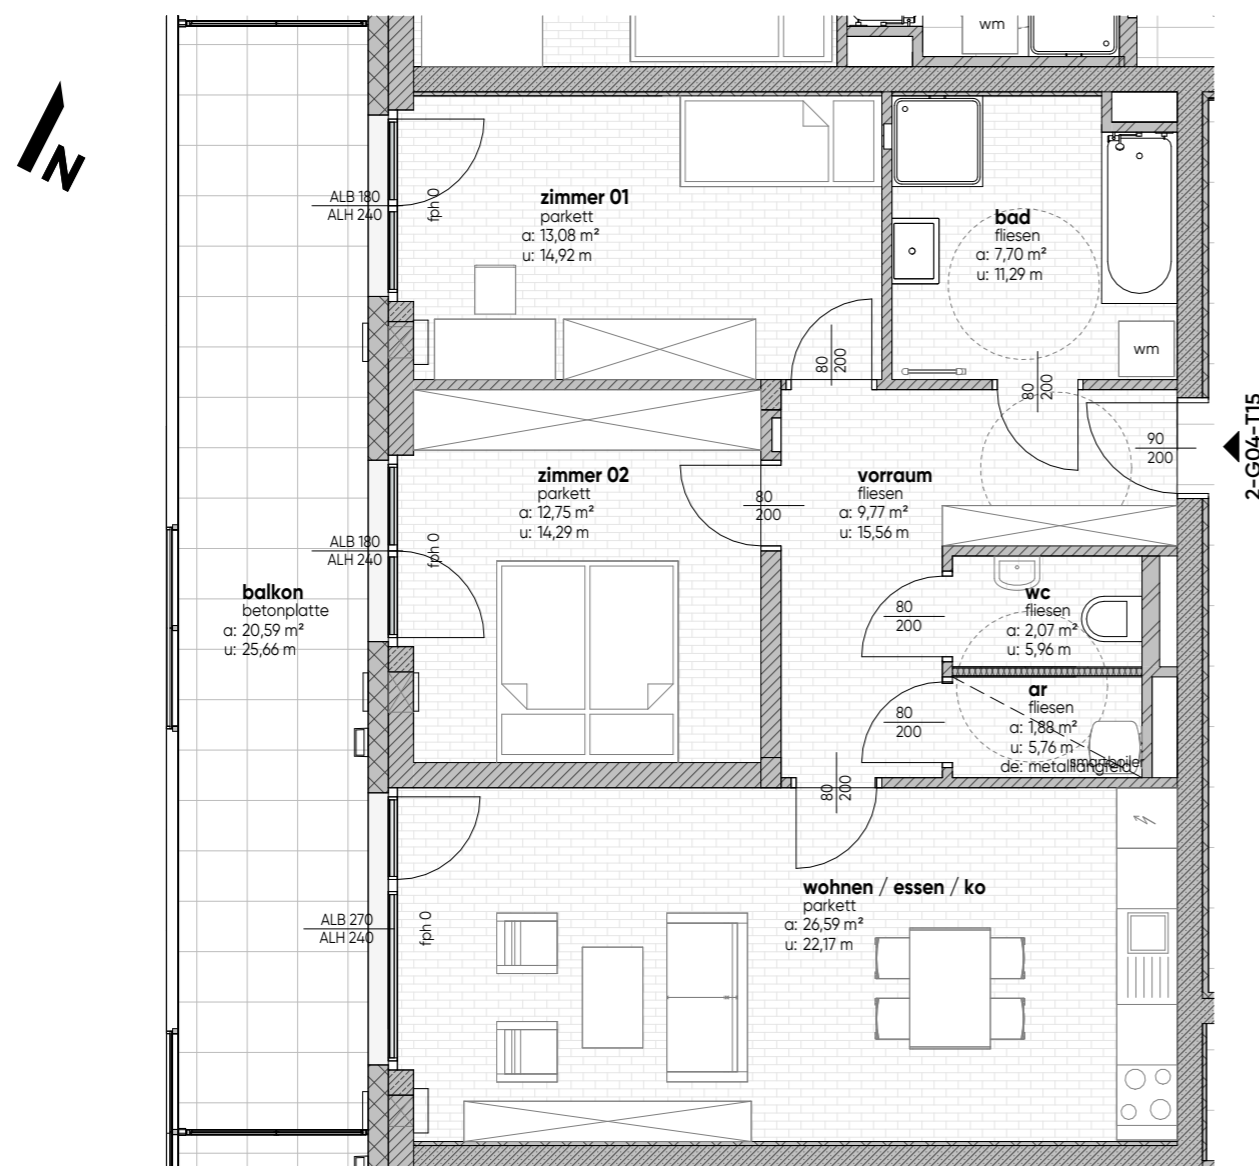 wm
N
ALB 180
ALH 240
fph 0
zimmer 01
parkett
a: 13,08 m²
u: 14,92 m
bad
fliesen
a: 7,70 m²
u: 11,29 m
wm
80
200
80
200
90
200
2-G04-T15
zimmer 02
parkett
a: 12,75 m²
u: 14,29 m
80
200
vorraum
fliesen
a: 9,77 m²
u: 15,56 m
ALB 180
ALH 240
fph 0
balkon
betonplatte
a: 20,59 m²
u: 25,66 m
80
200
wc
fliesen
a: 2,07 m²
u: 5,96 m
80
200
ar
fliesen
a: 1,88 m²
u: 5,76 m
de: metalllangfeld
smartboiler
80
200
wohnen / essen / ko
parkett
a: 26,59 m²
u: 22,17 m
ALB 270
ALH 240
fph 0